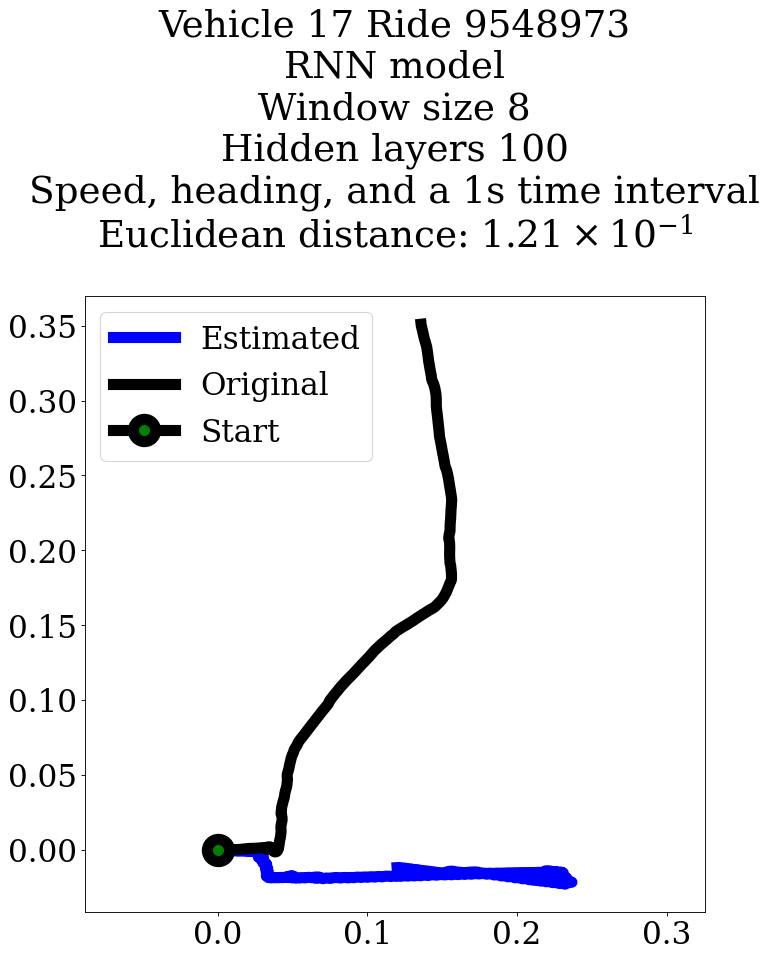 Vehicle 17 Ride 9548973
RNN model
Window size 8
Hidden layers 100
Speed, heading, and a 1s time interval
Euclidean distance: 1.21 × 10⁻¹
Estimated
Original
Start
0.35
0.30
0.25
0.20
0.15
0.10
0.05
0.00
0.0 0.1 0.2 0.3